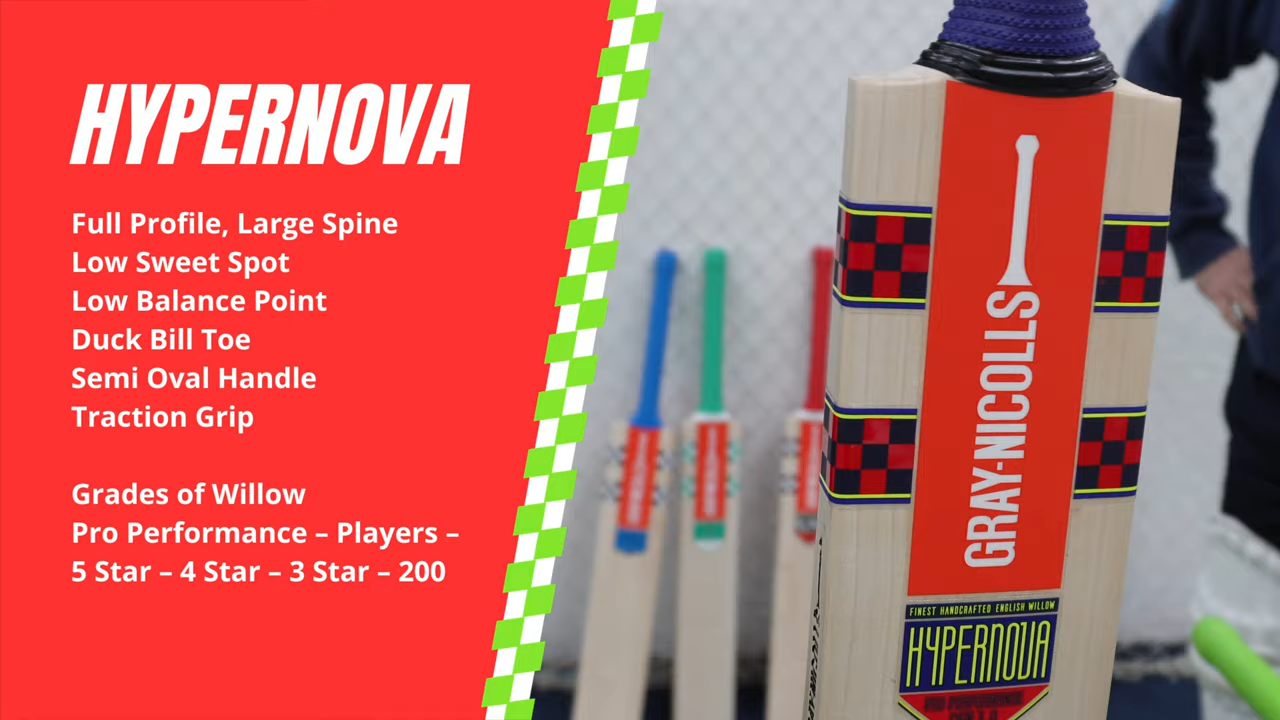 HYPERNOVA
Full Profile, Large Spine
Low Sweet Spot
Low Balance Point
Duck Bill Toe
Semi Oval Handle
Traction Grip
Grades of Willow
Pro Performance – Players –
5 Star – 4 Star – 3 Star – 200
GRAY-NICOLLS
FINEST HANDCRAFTED ENGLISH WILLOW
HYPERNOVA